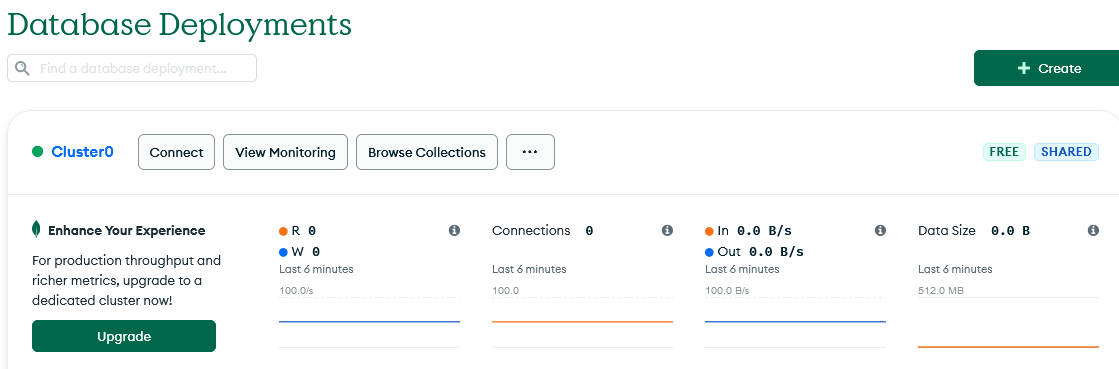 Database Deployments
Find a database deployment...
+ Create
Cluster0
Connect
View Monitoring
Browse Collections
...
FREE
SHARED
Enhance Your Experience
For production throughput and
richer metrics, upgrade to a
dedicated cluster now!
Upgrade
R 0
W 0
Last 6 minutes
100.0/s
Connections 0
Last 6 minutes
100.0
In 0.0 B/s
Out 0.0 B/s
Last 6 minutes
100.0 B/s
Data Size 0.0 B
Last 6 minutes
512.0 MB